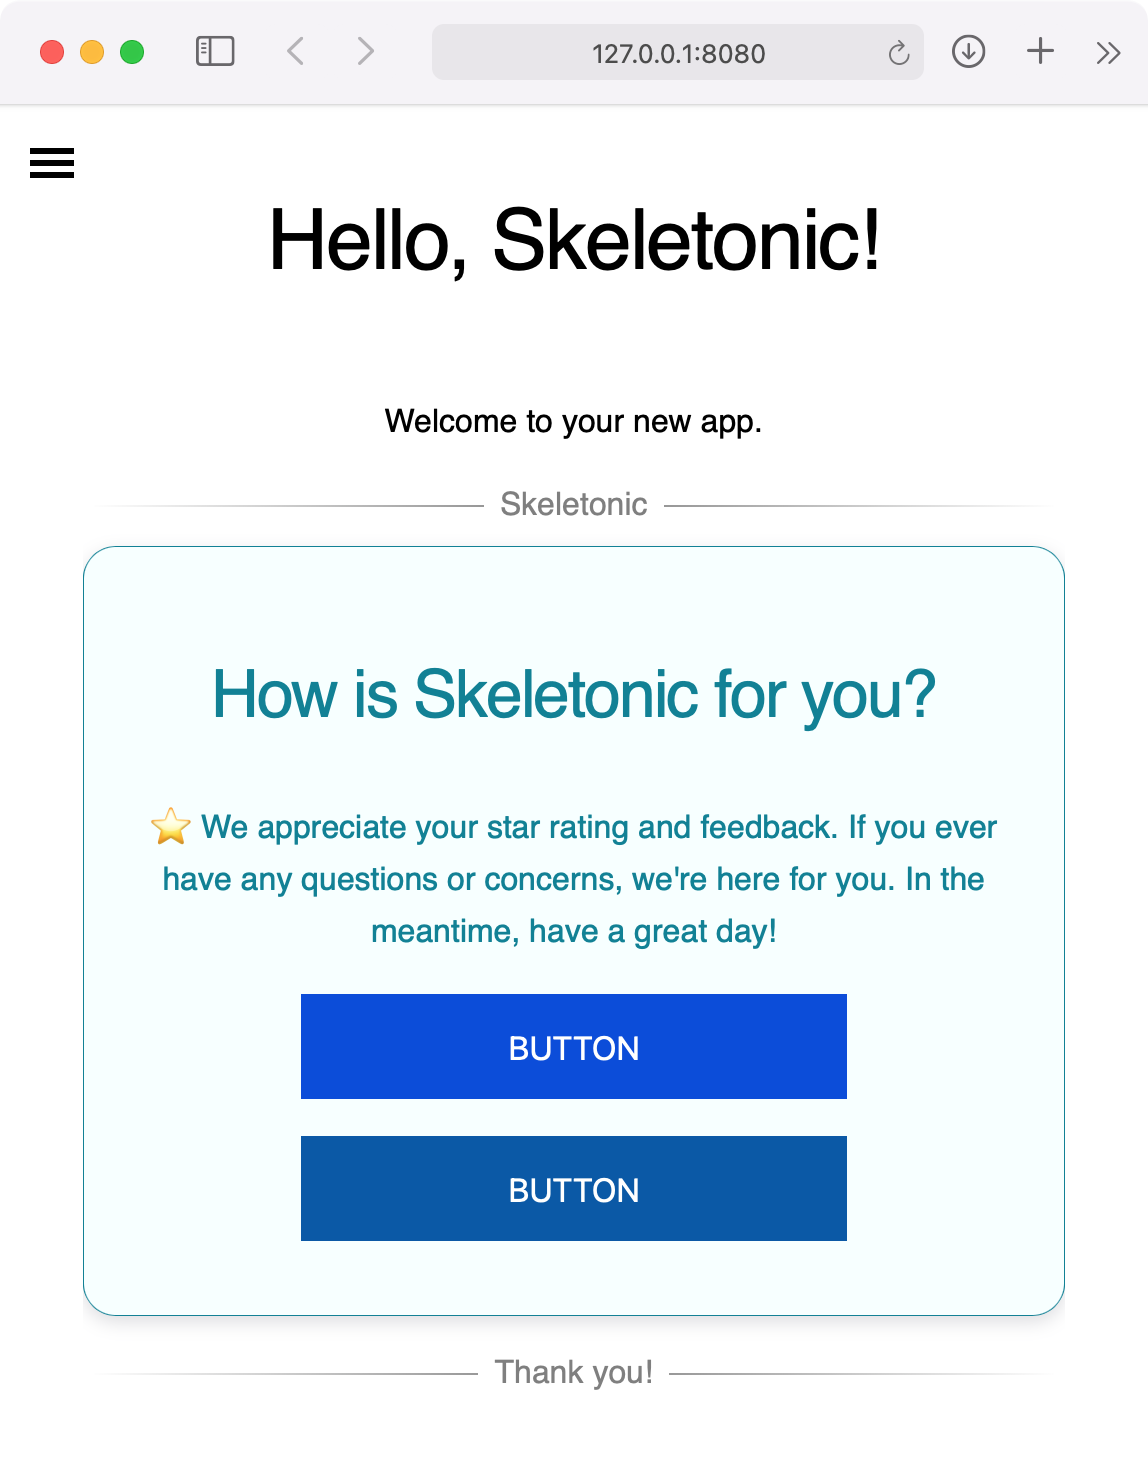 127.0.0.1:8080
Hello, Skeletonic!
Welcome to your new app.
Skeletonic
How is Skeletonic for you?
⭐ We appreciate your star rating and feedback. If you ever
have any questions or concerns, we're here for you. In the
meantime, have a great day!
BUTTON
BUTTON
Thank you!